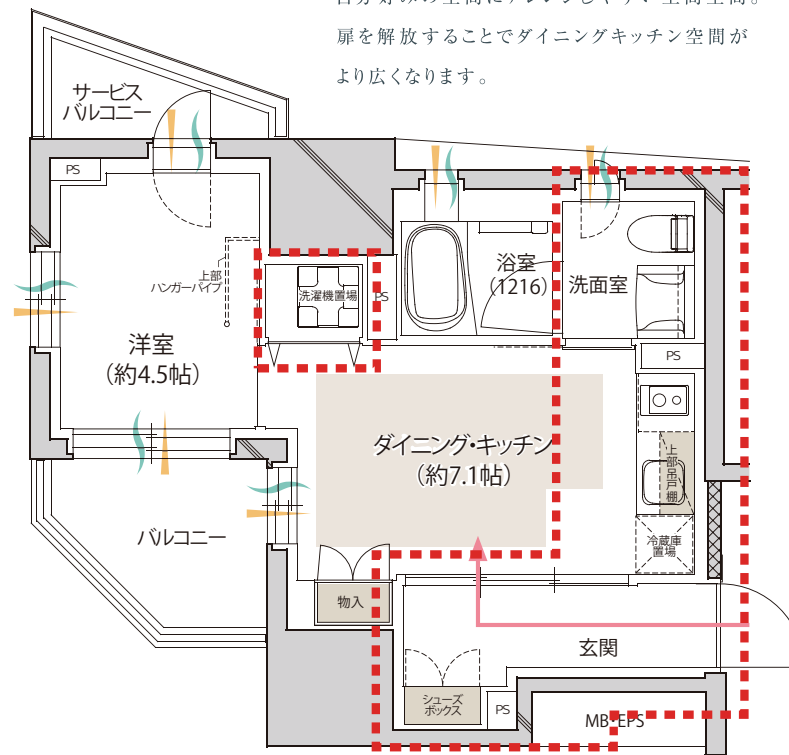 扉を解放することでダイニングキッチン空間が
より広くなります。
サービス
バルコニー
PS
上部
ハンガーパイプ
洗濯機置場
PS
浴室
(1216)
洗面室
洋室
(約4.5帖)
PS
ダイニング・キッチン
(約7.1帖)
上部吊戸棚
バルコニー
冷蔵庫
置場
物入
玄関
シューズ
ボックス
PS
MB・EPS